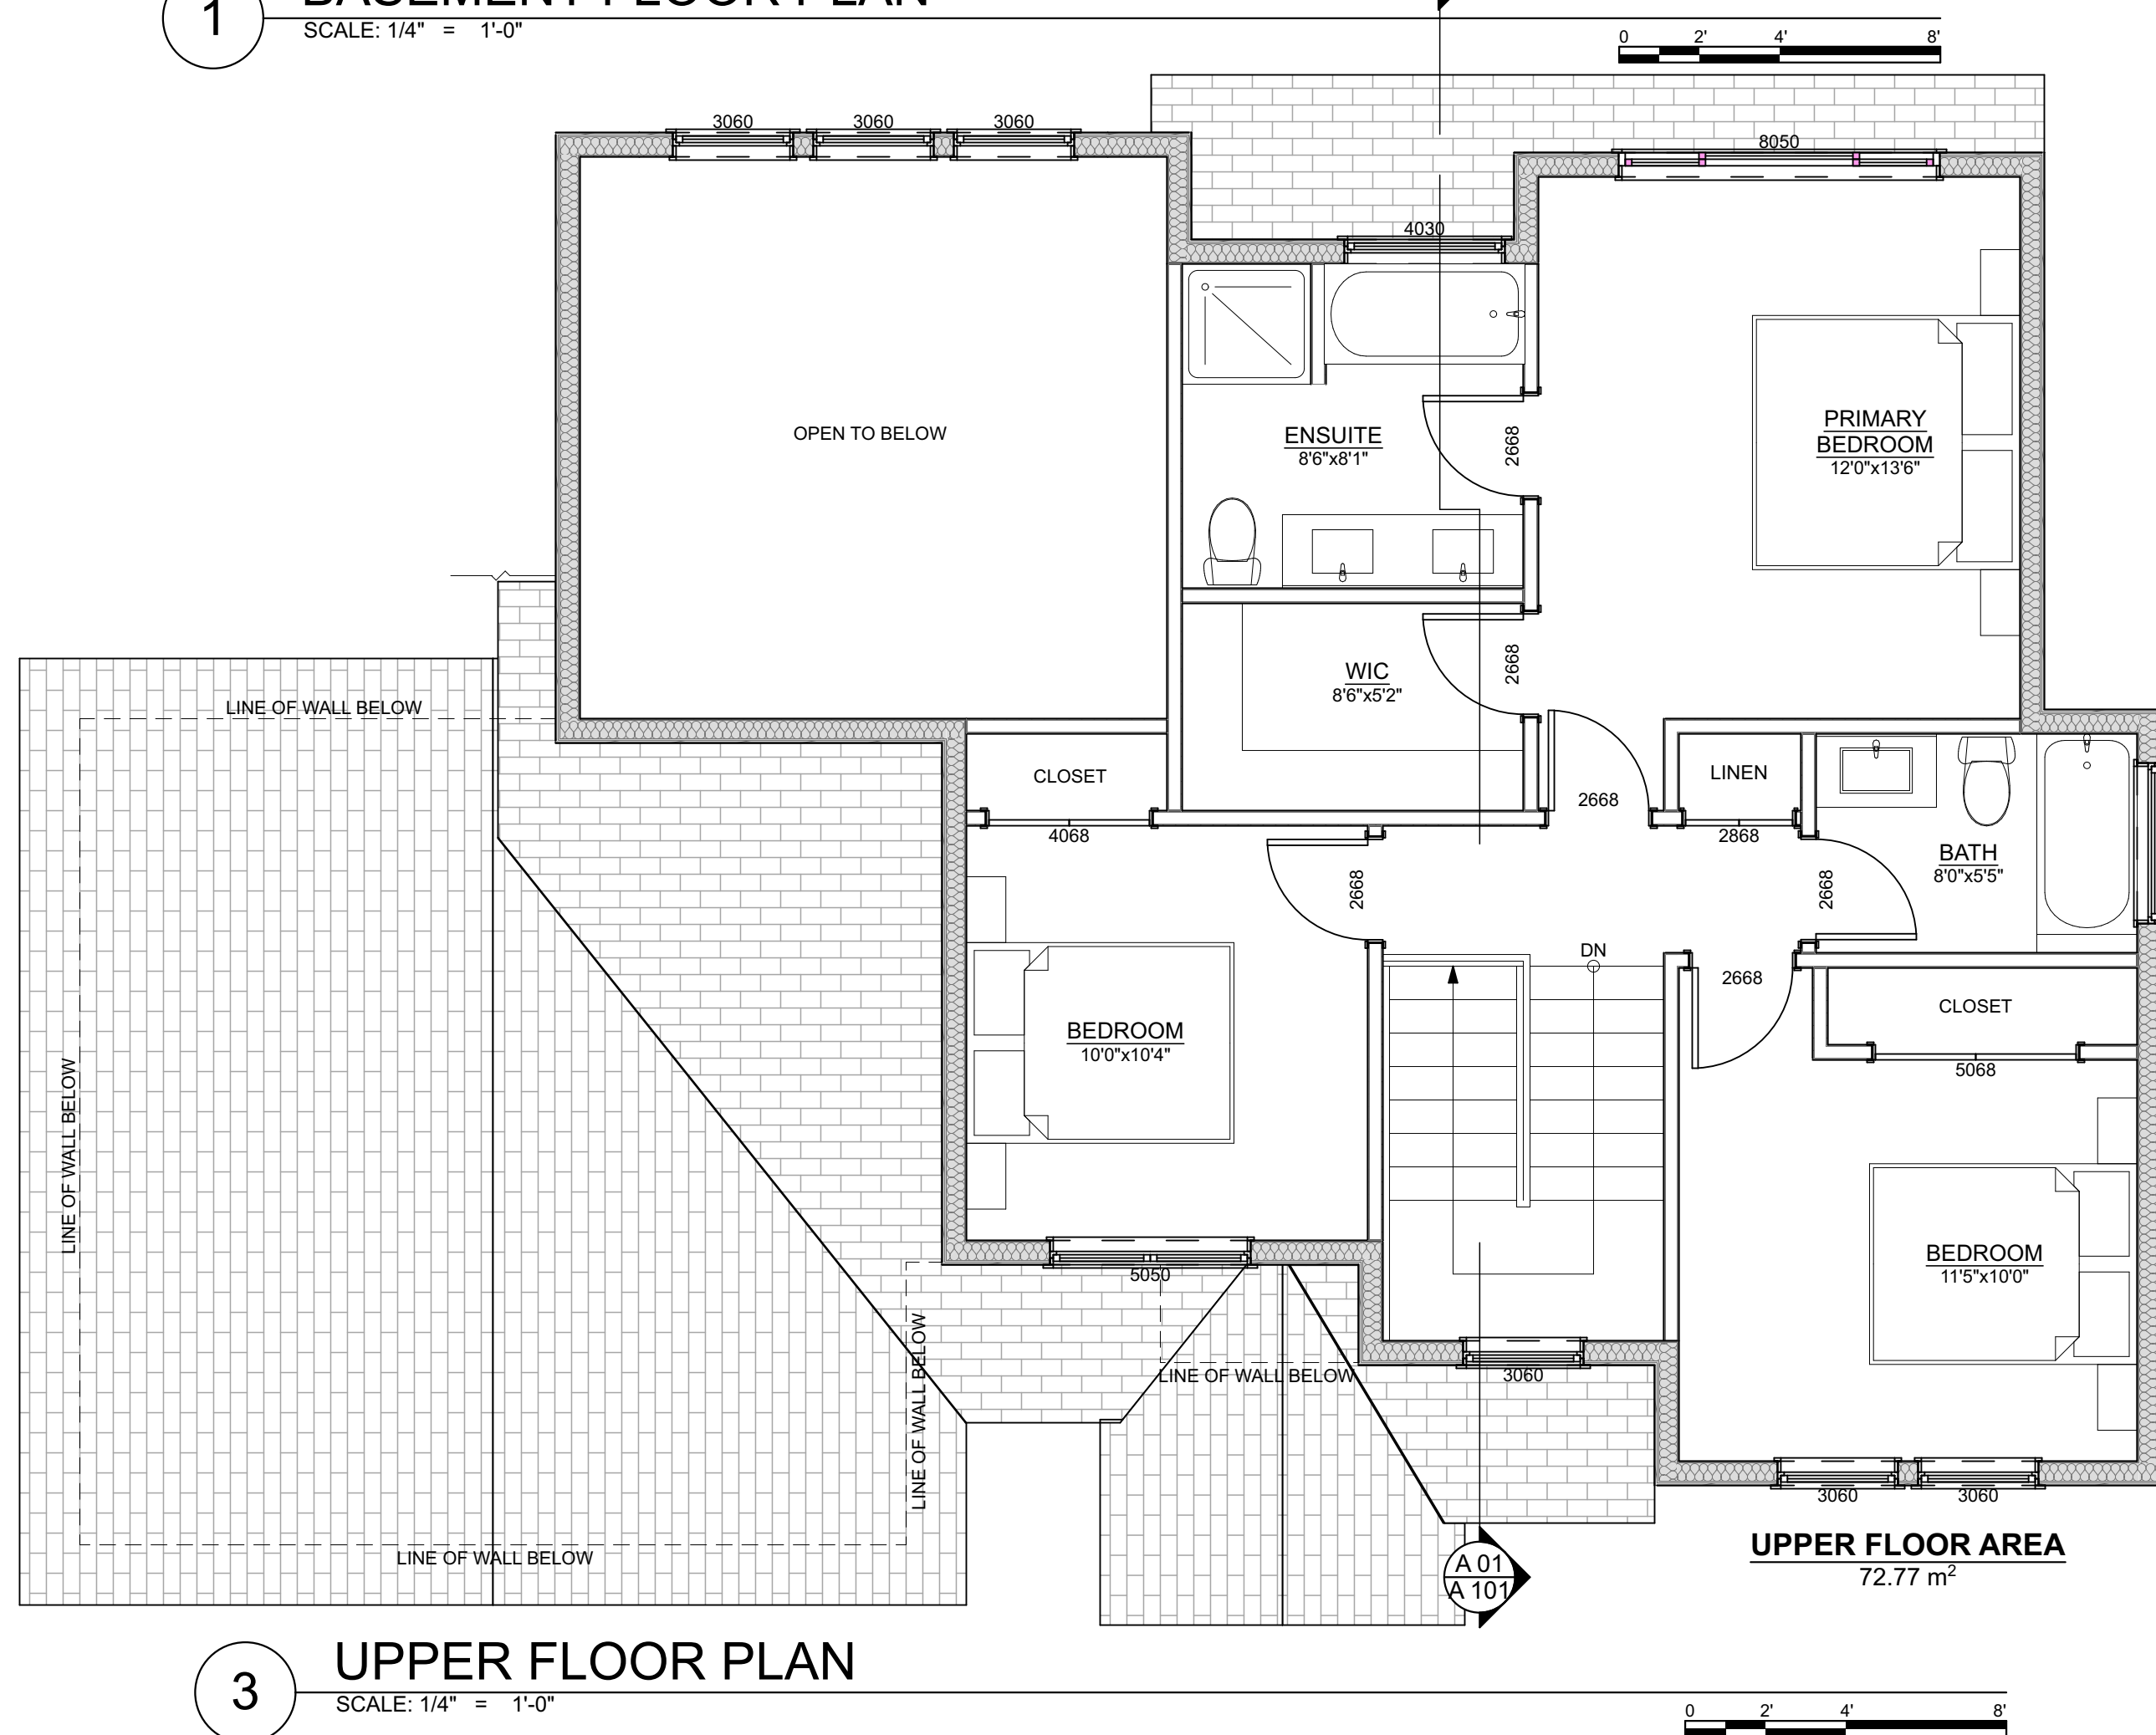 1
BASEMENT FLOOR PLAN
SCALE: 1/4" = 1'-0"
0 2' 4' 8'
3060 3060 3060
8050
4030
OPEN TO BELOW
ENSUITE
8'6"x8'1"
2668
PRIMARY
BEDROOM
12'0"x13'6"
WIC
8'6"x5'2"
2668
LINE OF WALL BELOW
CLOSET
4068
2668
LINEN
2868
BATH
8'0"x5'5"
2668
2668
DN
2668
CLOSET
5068
BEDROOM
10'0"x10'4"
LINE OF WALL BELOW
BEDROOM
11'5"x10'0"
5050
LINE OF WALL BELOW
LINE OF WALL BELOW
3060
3060 3060
LINE OF WALL BELOW
UPPER FLOOR AREA
72.77 m²
A 01
A 101
3
UPPER FLOOR PLAN
SCALE: 1/4" = 1'-0"
0 2' 4' 8'